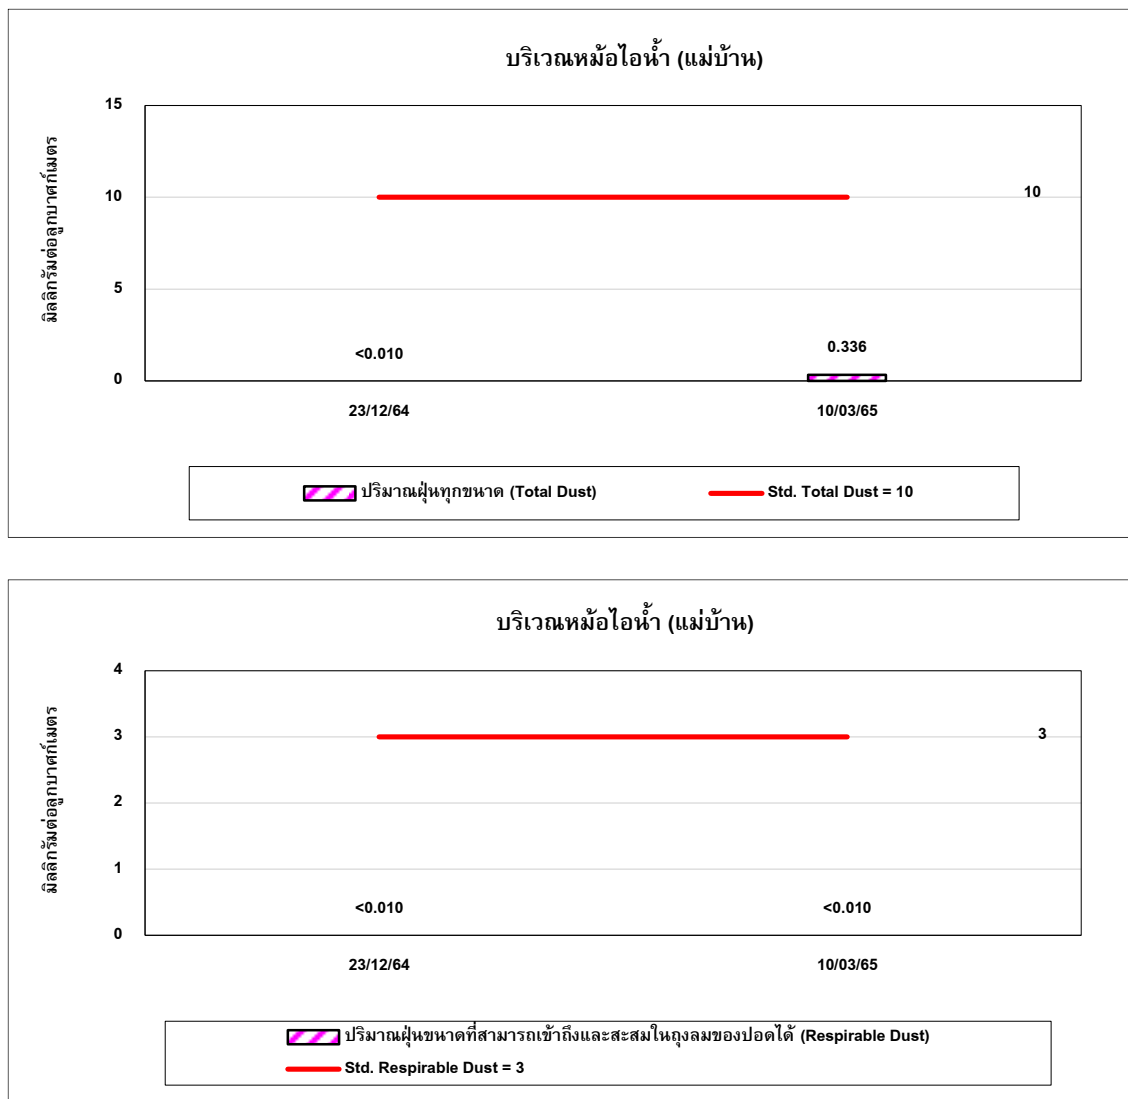 บริเวณหม้อไอน้ำ (แม่บ้าน)
มิลลิกรัมต่อลูกบาศก์เมตร
15
10
10
5
<0.010
0.336
0
23/12/64
10/03/65
ปริมาณฝุ่นทุกขนาด (Total Dust)
Std. Total Dust = 10
บริเวณหม้อไอน้ำ (แม่บ้าน)
มิลลิกรัมต่อลูกบาศก์เมตร
4
3
3
2
1
<0.010
<0.010
0
23/12/64
10/03/65
ปริมาณฝุ่นขนาดที่สามารถเข้าถึงและสะสมในถุงลมของปอดได้ (Respirable Dust)
Std. Respirable Dust = 3